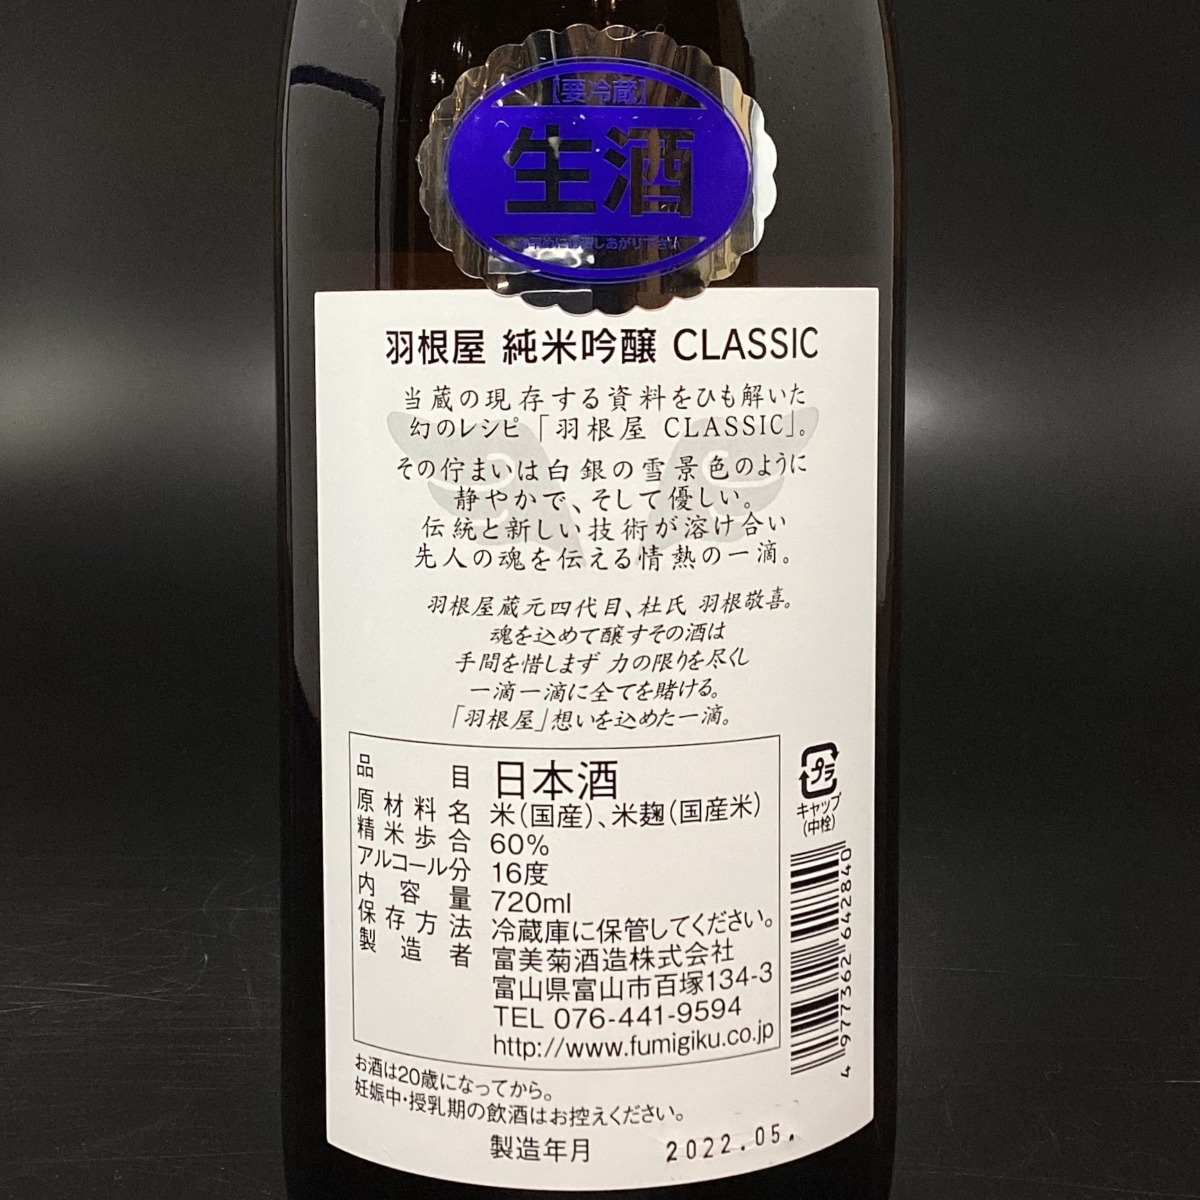 【要冷蔵】
生酒
お早めにお召しあがり下さい
羽根屋 純米吟醸 CLASSIC
当蔵の現存する資料をひも解いた
幻のレシピ「羽根屋 CLASSIC」。
その佇まいは白銀の雪景色のように
静やかで、そして優しい。
伝統と新しい技術が溶け合い
先人の魂を伝える情熱の一滴。
羽根屋蔵元四代目、杜氏 羽根敬喜。
魂を込めて醸すその酒は
手間を惜しまず 力の限りを尽くし
一滴一滴に全てを賭ける。
「羽根屋」想いを込めた一滴。
品目 日本酒
原材料名 米(国産)、米麹(国産米)
精米歩合 60%
アルコール分 16度
内容量 720ml
保存方法 冷蔵庫に保管してください。
製造者 富美菊酒造株式会社
富山県富山市百塚134-3
TEL 076-441-9594
http://www.fumigiku.co.jp
プラ
キャップ
(中栓)
4 977362 642840
お酒は20歳になってから。
妊娠中・授乳期の飲酒はお控えください。
製造年月 2022.05.